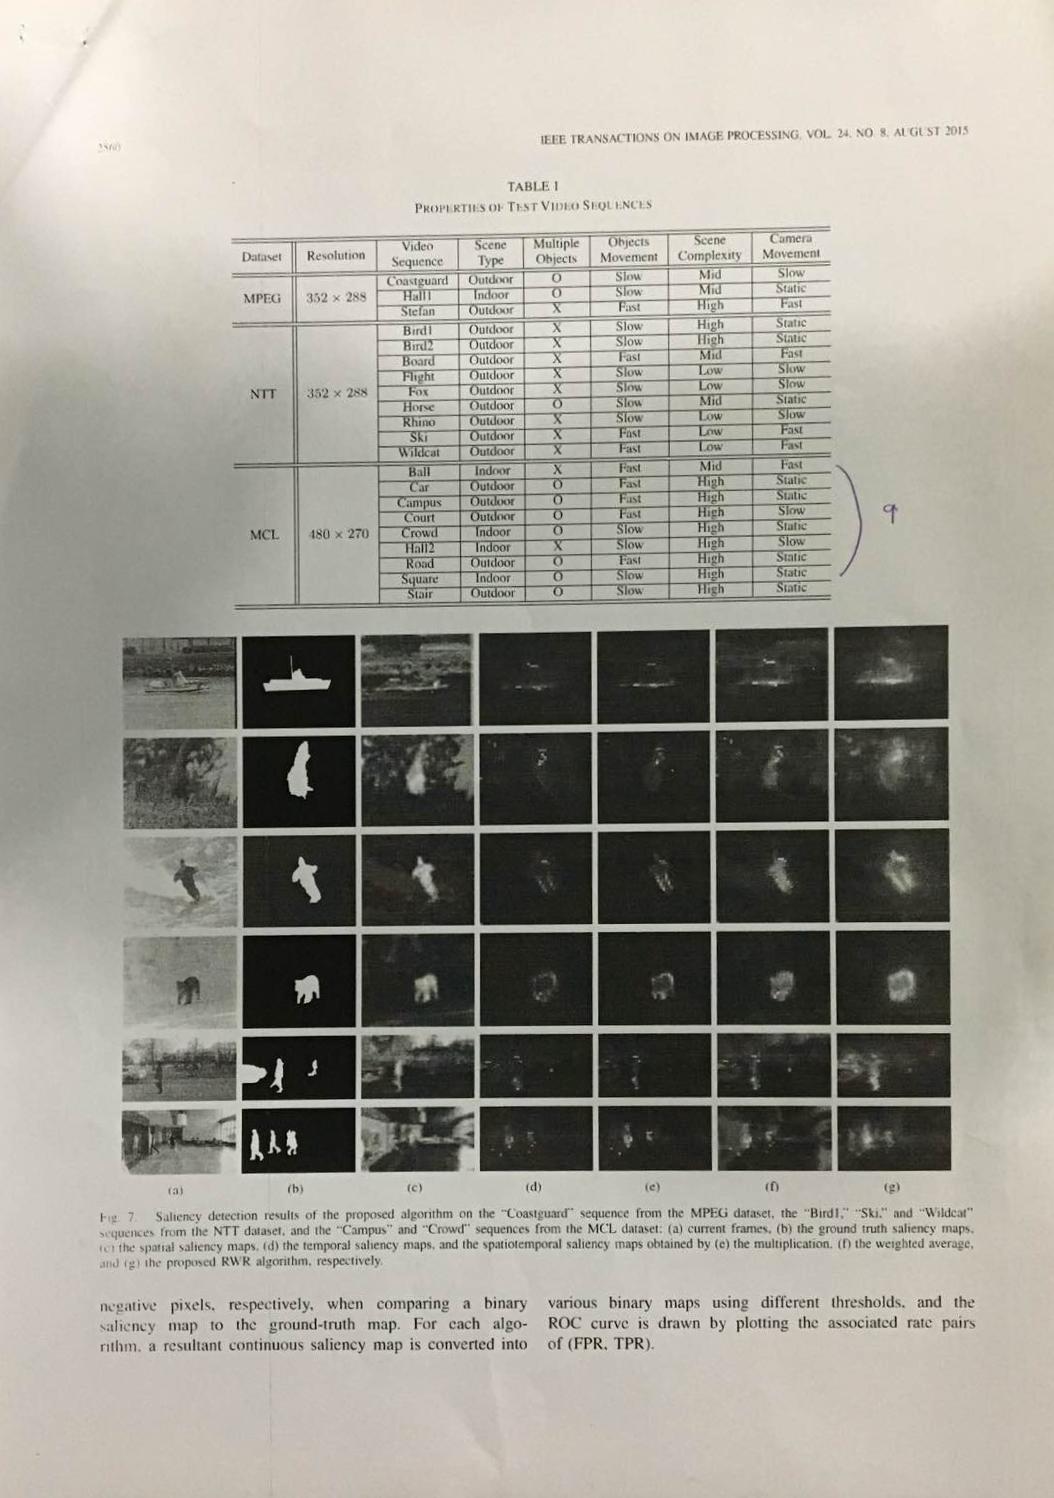 2860
IEEE TRANSACTIONS ON IMAGE PROCESSING, VOL. 24, NO. 8, AUGUST 2015
TABLE I
PROPERTIES OF TEST VIDEO SEQUENCES
Dataset Resolution Video Sequence Scene Type Multiple Objects Objects Movement Scene Complexity Camera Movement
MPEG 352 × 288
Coastguard Outdoor O Slow Mid Slow
Hall1 Indoor O Slow Mid Static
Stefan Outdoor X Fast High Fast
NTT 352 × 288
Bird1 Outdoor X Slow High Static
Bird2 Outdoor X Slow High Static
Board Outdoor X Fast Mid Fast
Flight Outdoor X Slow Low Slow
Fox Outdoor X Slow Low Slow
Horse Outdoor O Slow Mid Static
Rhino Outdoor X Slow Low Slow
Ski Outdoor X Fast Low Fast
Wildcat Outdoor X Fast Low Fast
MCL 480 × 270
Ball Indoor X Fast Mid Fast
Car Outdoor O Fast High Static
Campus Outdoor O Fast High Static
Court Outdoor O Fast High Slow
Crowd Indoor O Slow High Static
Hall2 Indoor X Slow High Slow
Road Outdoor O Fast High Static
Square Indoor O Slow High Static
Stair Outdoor O Slow High Static
9
(a) (b) (c) (d) (e) (f) (g)
Fig. 7. Saliency detection results of the proposed algorithm on the "Coastguard" sequence from the MPEG dataset, the "Bird1," "Ski," and "Wildcat"
sequences from the NTT dataset, and the "Campus" and "Crowd" sequences from the MCL dataset: (a) current frames, (b) the ground truth saliency maps,
(c) the spatial saliency maps, (d) the temporal saliency maps, and the spatiotemporal saliency maps obtained by (e) the multiplication, (f) the weighted average,
and (g) the proposed RWR algorithm, respectively.
negative pixels, respectively, when comparing a binary
saliency map to the ground-truth map. For each algo-
rithm, a resultant continuous saliency map is converted into
various binary maps using different thresholds, and the
ROC curve is drawn by plotting the associated rate pairs
of (FPR, TPR).